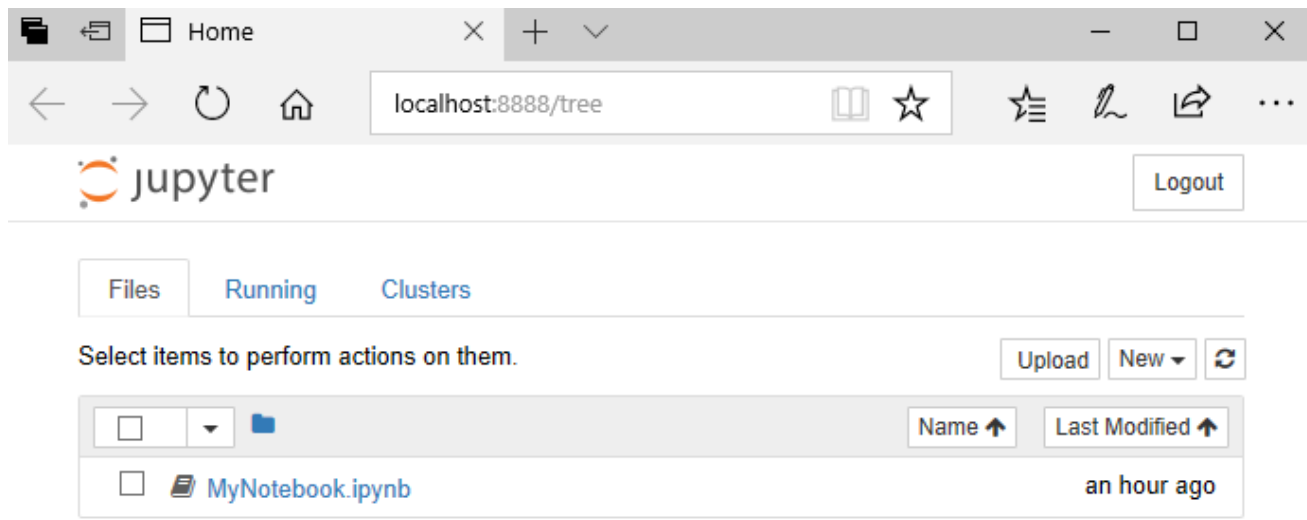 Home
localhost:8888/tree
jupyter
Logout
Files Running Clusters
Select items to perform actions on them.
Upload New
Name Last Modified
MyNotebook.ipynb an hour ago